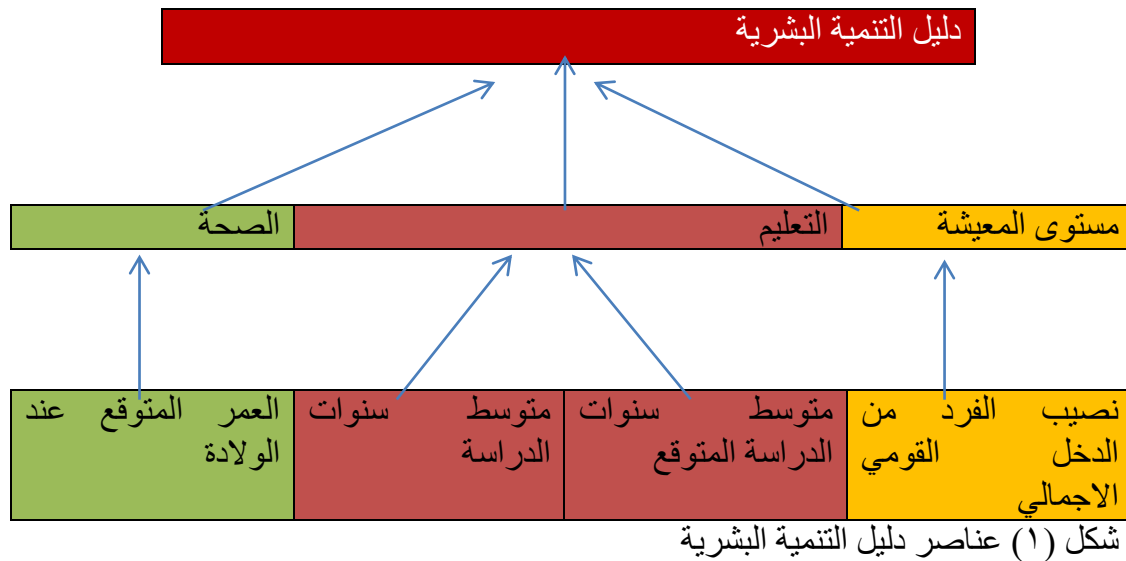 دليل التنمية البشرية
مستوى المعيشة
التعليم
الصحة
نصيب الفرد من
الدخل القومي
الاجمالي
متوسط سنوات
الدراسة المتوقع
متوسط سنوات
الدراسة
العمر المتوقع عند
الولادة
شكل (١) عناصر دليل التنمية البشرية